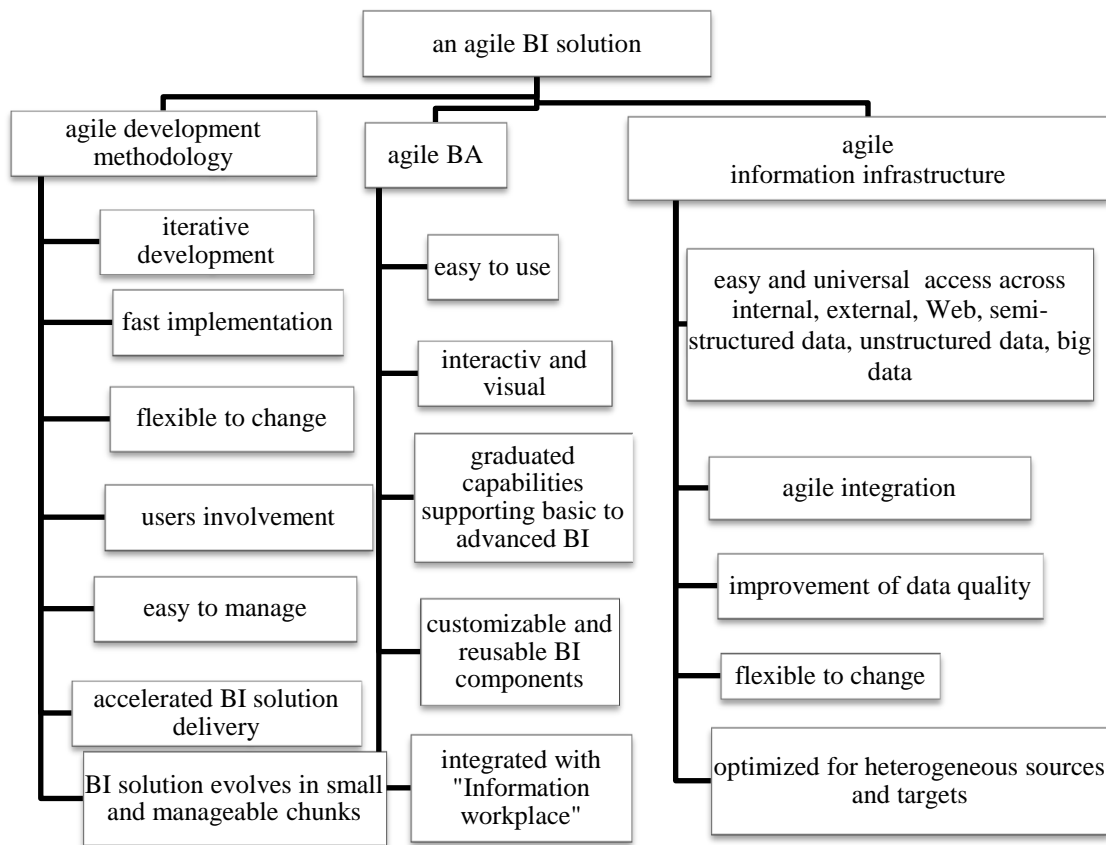 an agile BI solution
agile development
methodology
iterative
development
fast implementation
flexible to change
users involvement
easy to manage
accelerated BI solution
delivery
BI solution evolves in small
and manageable chunks
agile BA
easy to use
interactiv and
visual
graduated
capabilities
supporting basic to
advanced BI
customizable and
reusable BI
components
integrated with
"Information
workplace"
agile
information infrastructure
easy and universal access across
internal, external, Web, semi-
structured data, unstructured data, big
data
agile integration
improvement of data quality
flexible to change
optimized for heterogeneous sources
and targets